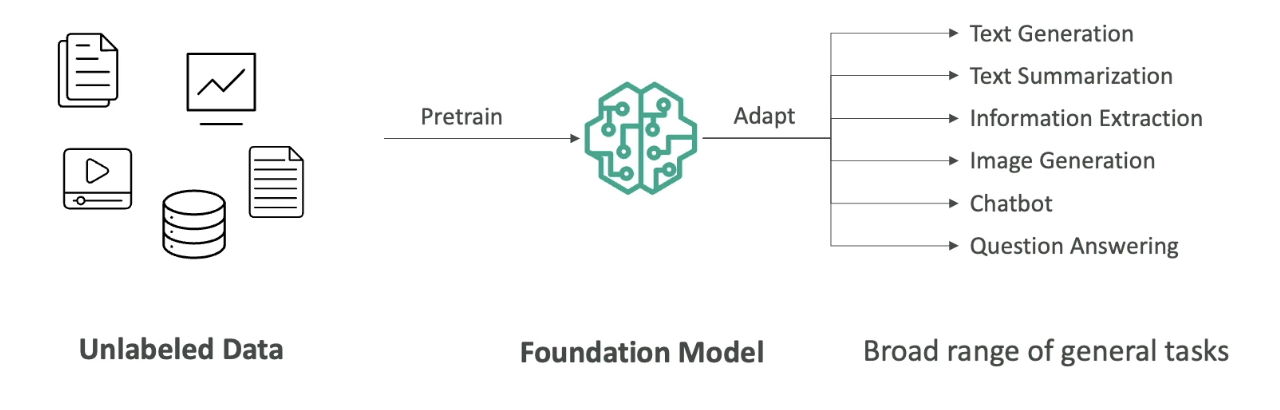 Pretrain
Adapt
Text Generation
Text Summarization
Information Extraction
Image Generation
Chatbot
Question Answering
Unlabeled Data
Foundation Model
Broad range of general tasks